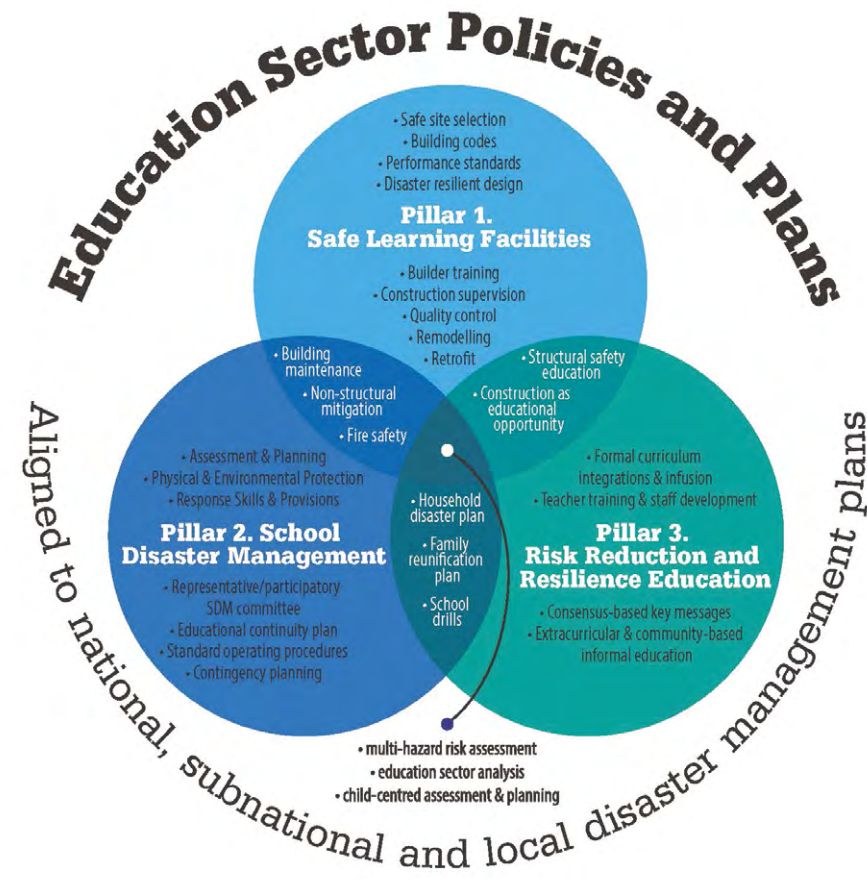 Education Sector Policies and Plans
• Safe site selection
• Building codes
• Performance standards
• Disaster resilient design
Pillar 1.
Safe Learning Facilities
• Builder training
• Construction supervision
• Quality control
• Remodelling
• Retrofit
• Building
maintenance
• Non-structural
mitigation
• Fire safety
• Structural safety
education
• Construction as
educational
opportunity
• Assessment & Planning
• Physical & Environmental Protection
• Response Skills & Provisions
Pillar 2. School
Disaster Management
• Representative/participatory
SDM committee
• Educational continuity plan
• Standard operating procedures
• Contingency planning
• Household
disaster plan
• Family
reunification
plan
• School
drills
• Formal curriculum
integrations & infusion
• Teacher training & staff development
Pillar 3.
Risk Reduction and
Resilience Education
• Consensus-based key messages
• Extracurricular & community-based
informal education
• multi-hazard risk assessment
• education sector analysis
• child-centred assessment & planning
Aligned to national, subnational and local disaster management plans